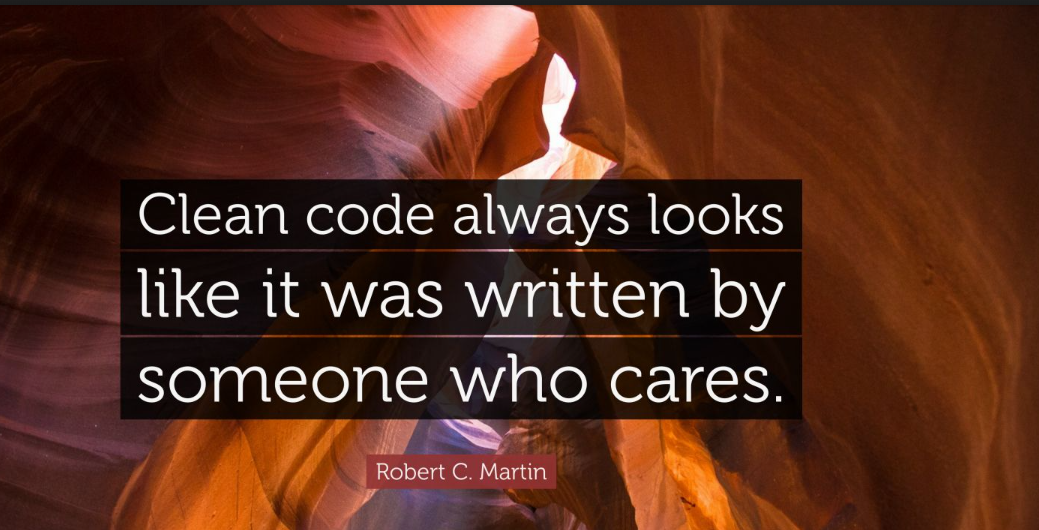 Clean code always looks
like it was written by
someone who cares.
Robert C. Martin